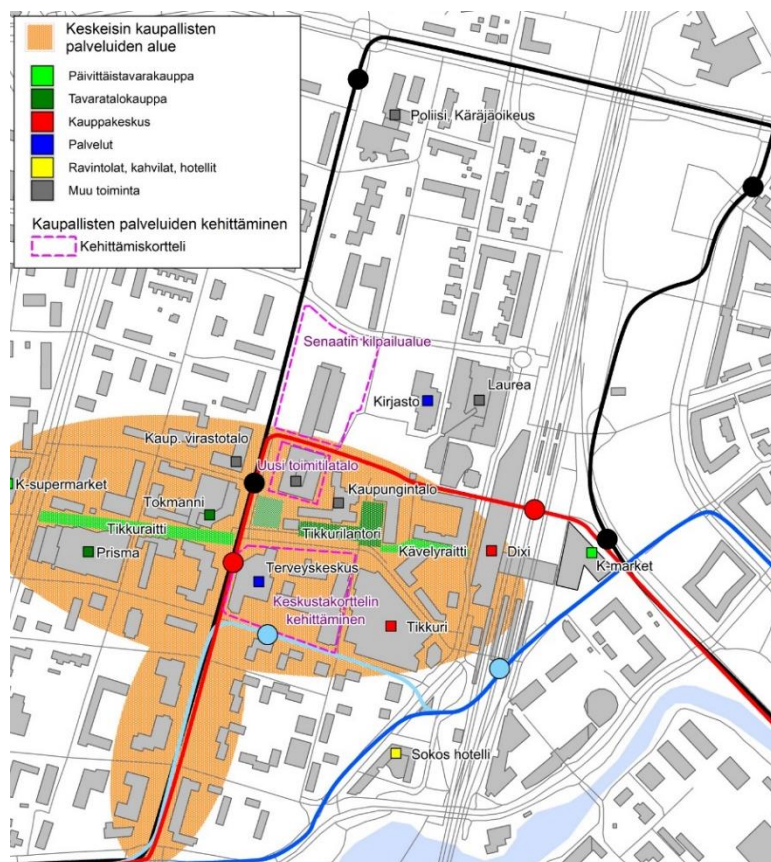 Keskeisin kaupallisten
palveluiden alue
Päivittäistavarakauppa
Tavaratalokauppa
Kauppakeskus
Palvelut
Ravintolat, kahvilat, hotellit
Muu toiminta
Kaupallisten palveluiden kehittäminen
Kehittämiskortteli
Poliisi, Käräjäoikeus
Senaatin kilpailualue
Laurea
Kirjasto
Kaup. virastotalo
Uusi toimitilatalo
K-supermarket
Kaupungintalo
Tokmanni
Tikkuraitti
Tikkurilantori
Kävelyraitti
Prisma
Dixi
K-market
Terveyskeskus
Keskustakorttelin
kehittäminen
Tikkuri
Sokos hotelli